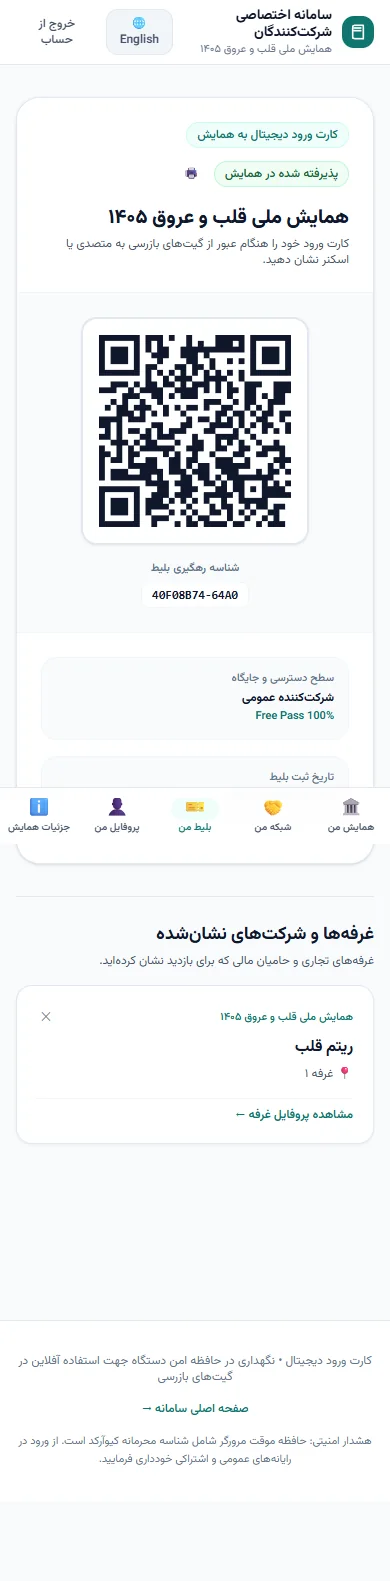 سامانه اختصاصی
شرکت‌کنندگان
همایش ملی قلب و عروق ۱۴۰۵
English
خروج از
حساب
کارت ورود دیجیتال به همایش
پذیرفته شده در همایش
همایش ملی قلب و عروق ۱۴۰۵
کارت ورود خود را هنگام عبور از گیت‌های بازرسی به متصدی یا
اسکنر نشان دهید.
شناسه رهگیری بلیط
40F08B74-64A0
سطح دسترسی و جایگاه
شرکت‌کننده عمومی
Free Pass 100%
تاریخ ثبت بلیط
همایش من
شبکه من
بلیط من
پروفایل من
جزئیات همایش
غرفه‌ها و شرکت‌های نشان‌شده
غرفه‌های تجاری و حامیان مالی که برای بازدید نشان کرده‌اید.
همایش ملی قلب و عروق ۱۴۰۵
ریتم قلب
غرفه ۱
مشاهده پروفایل غرفه ←
کارت ورود دیجیتال • نگهداری در حافظه امن دستگاه جهت استفاده آفلاین در
گیت‌های بازرسی
صفحه اصلی سامانه →
هشدار امنیتی: حافظه موقت مرورگر شامل شناسه محرمانه کیوآرکد است. از ورود در
رایانه‌های عمومی و اشتراکی خودداری فرمایید.